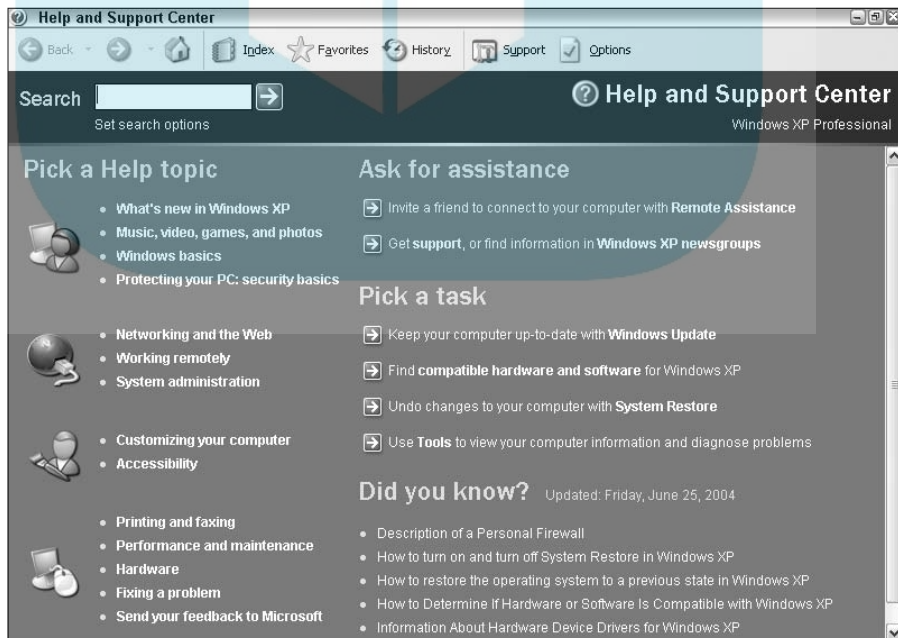 Help and Support Center
Back
Index
Favorites
History
Support
Options
Search
Set search options
Help and Support Center
Windows XP Professional
Pick a Help topic
What's new in Windows XP
Music, video, games, and photos
Windows basics
Protecting your PC: security basics
Networking and the Web
Working remotely
System administration
Customizing your computer
Accessibility
Printing and faxing
Performance and maintenance
Hardware
Fixing a problem
Send your feedback to Microsoft
Ask for assistance
Invite a friend to connect to your computer with Remote Assistance
Get support, or find information in Windows XP newsgroups
Pick a task
Keep your computer up-to-date with Windows Update
Find compatible hardware and software for Windows XP
Undo changes to your computer with System Restore
Use Tools to view your computer information and diagnose problems
Did you know? Updated: Friday, June 25, 2004
Description of a Personal Firewall
How to turn on and turn off System Restore in Windows XP
How to restore the operating system to a previous state in Windows XP
How to Determine If Hardware or Software Is Compatible with Windows XP
Information About Hardware Device Drivers for Windows XP